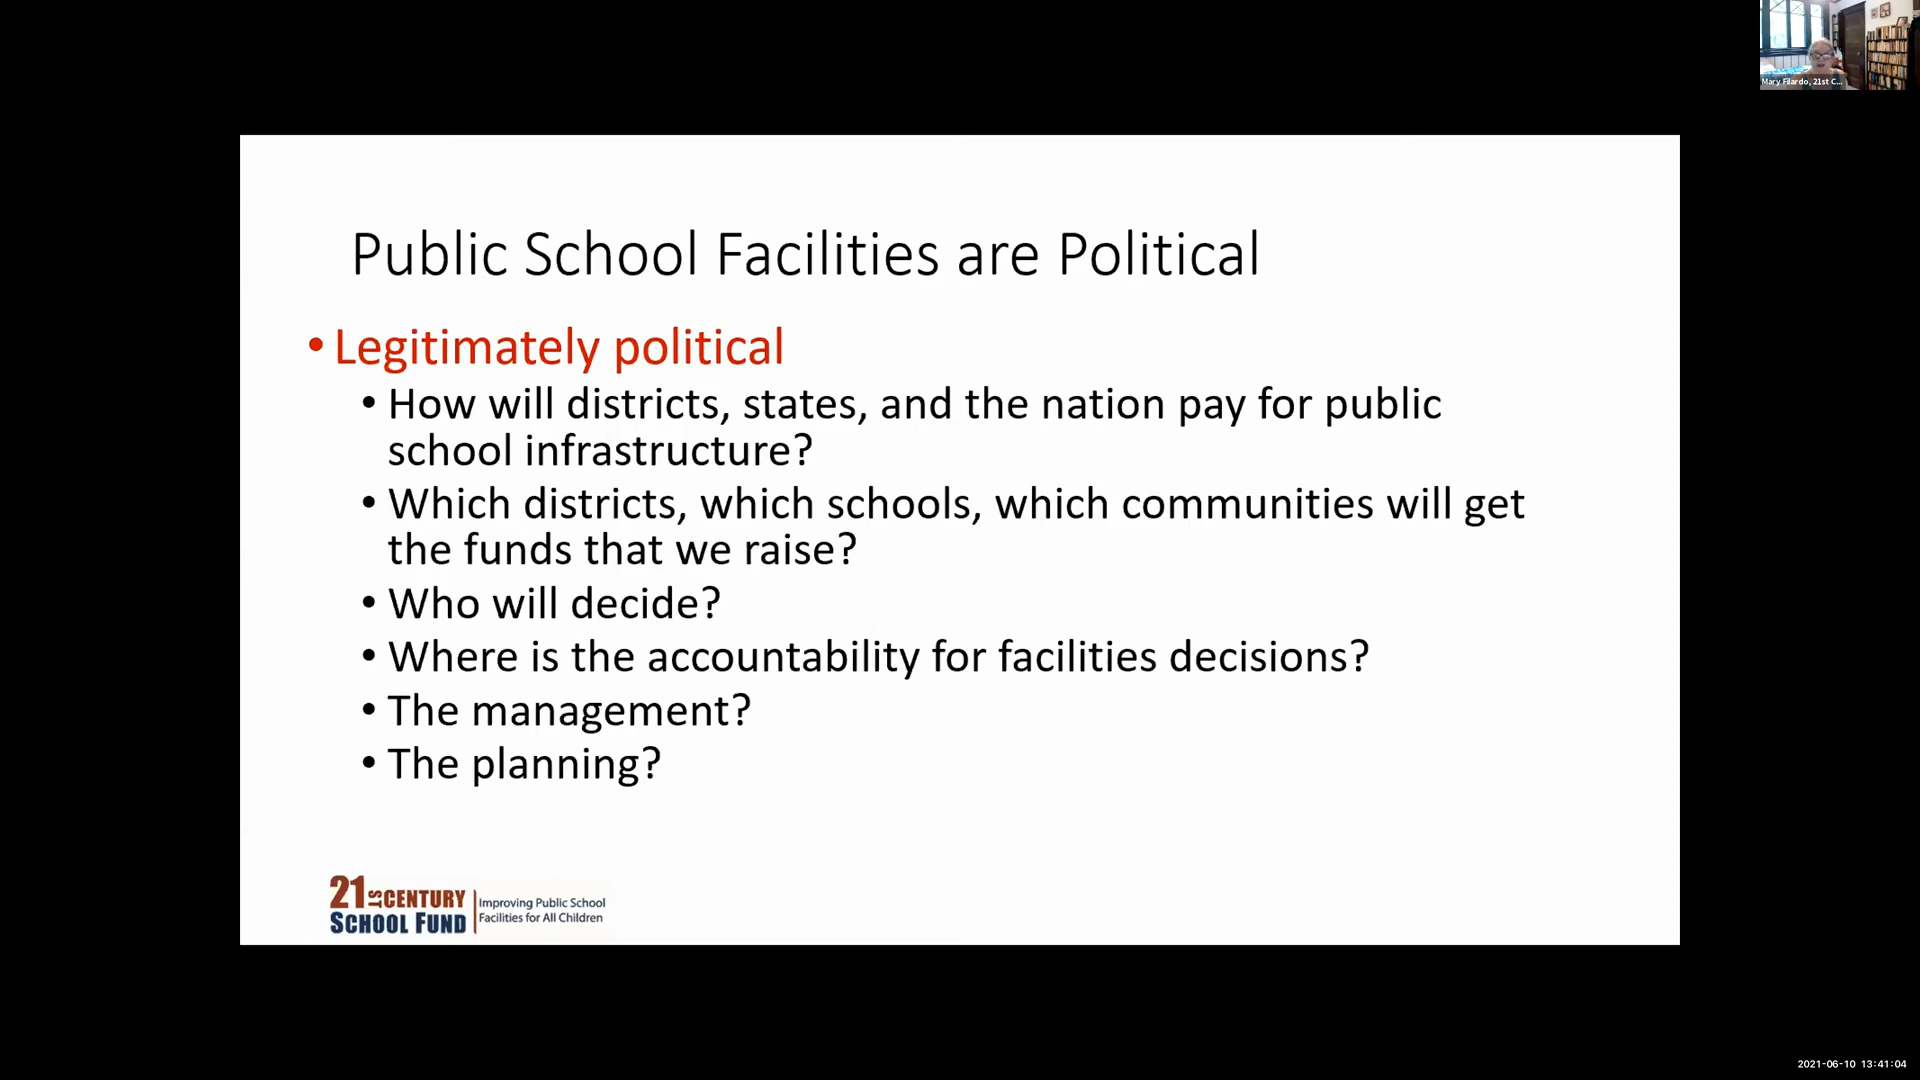 Mary Filardo, 21st C...
Public School Facilities are Political
• Legitimately political
• How will districts, states, and the nation pay for public
school infrastructure?
• Which districts, which schools, which communities will get
the funds that we raise?
• Who will decide?
• Where is the accountability for facilities decisions?
• The management?
• The planning?
21ST CENTURY
SCHOOL FUND
Improving Public School
Facilities for All Children
2021-06-10 13:41:04